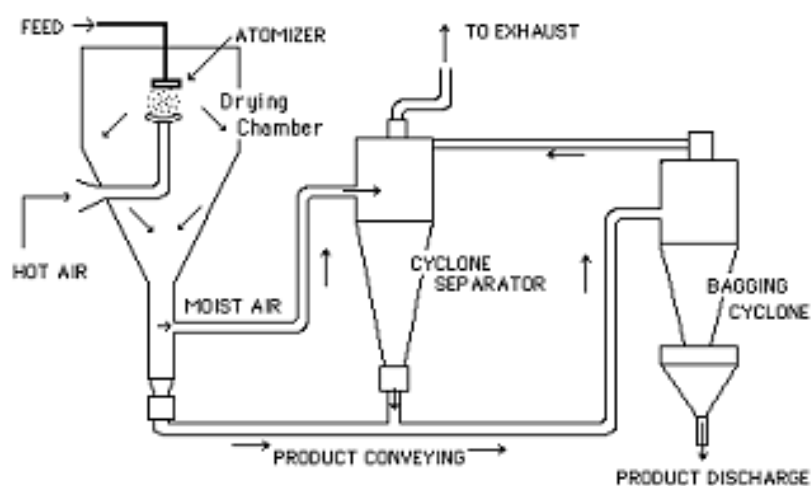 FEED
ATOMIZER
TO EXHAUST
Drying
Chamber
HOT AIR
MOIST AIR
CYCLONE
SEPARATOR
BAGGING
CYCLONE
PRODUCT CONVEYING
PRODUCT DISCHARGE